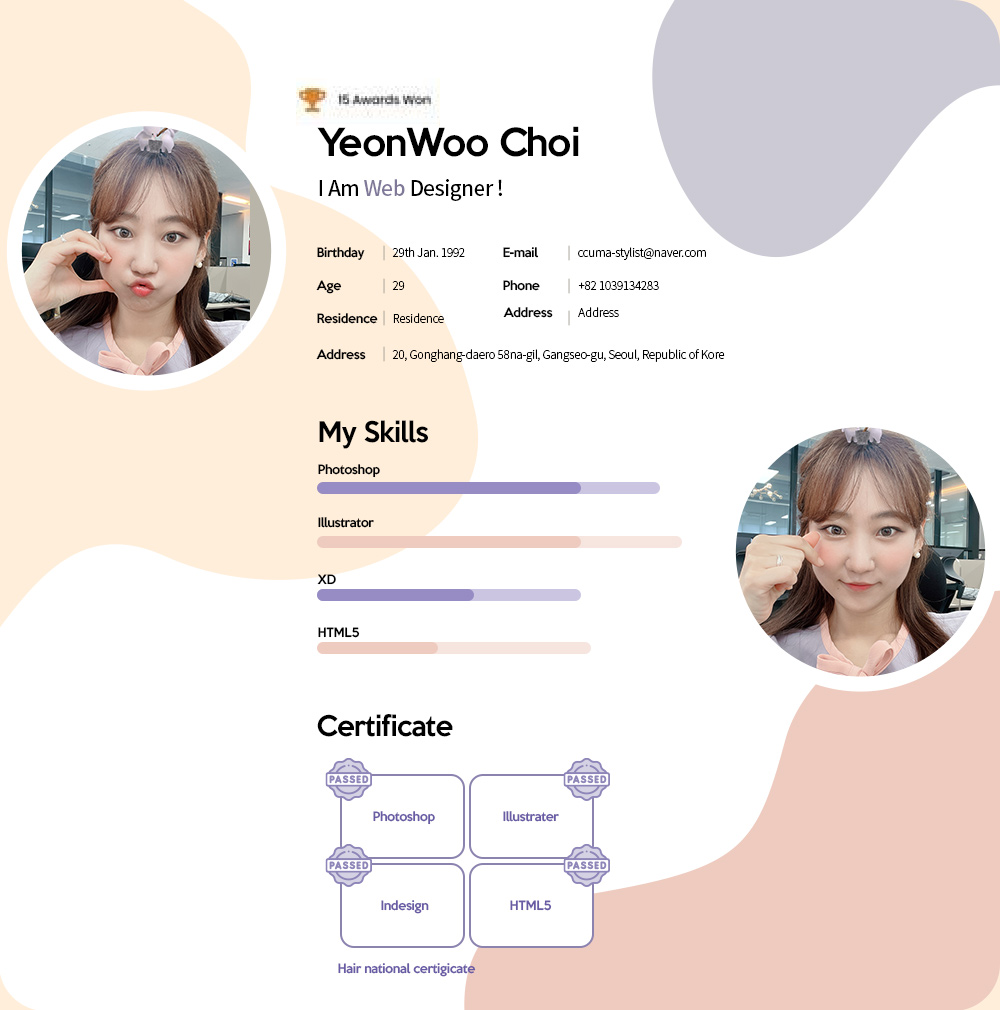 15 Awards Won
YeonWoo Choi
I Am Web Designer !
Birthday 29th Jan. 1992 E-mail ccuma-stylist@naver.com
Age 29 Phone +82 1039134283
Residence Residence Address Address
Address 20, Gonghang-daero 58na-gil, Gangseo-gu, Seoul, Republic of Kore
My Skills
Photoshop
Illustrator
XD
HTML5
Certificate
PASSED PASSED
Photoshop Illustrater
PASSED PASSED
Indesign HTML5
Hair national certigicate